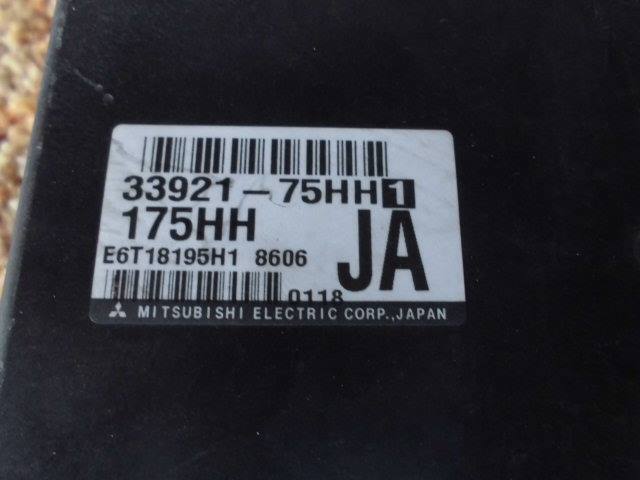 33921-75HH1
175HH
JA
E6T18195H1 8606
0118
MITSUBISHI ELECTRIC CORP.,JAPAN